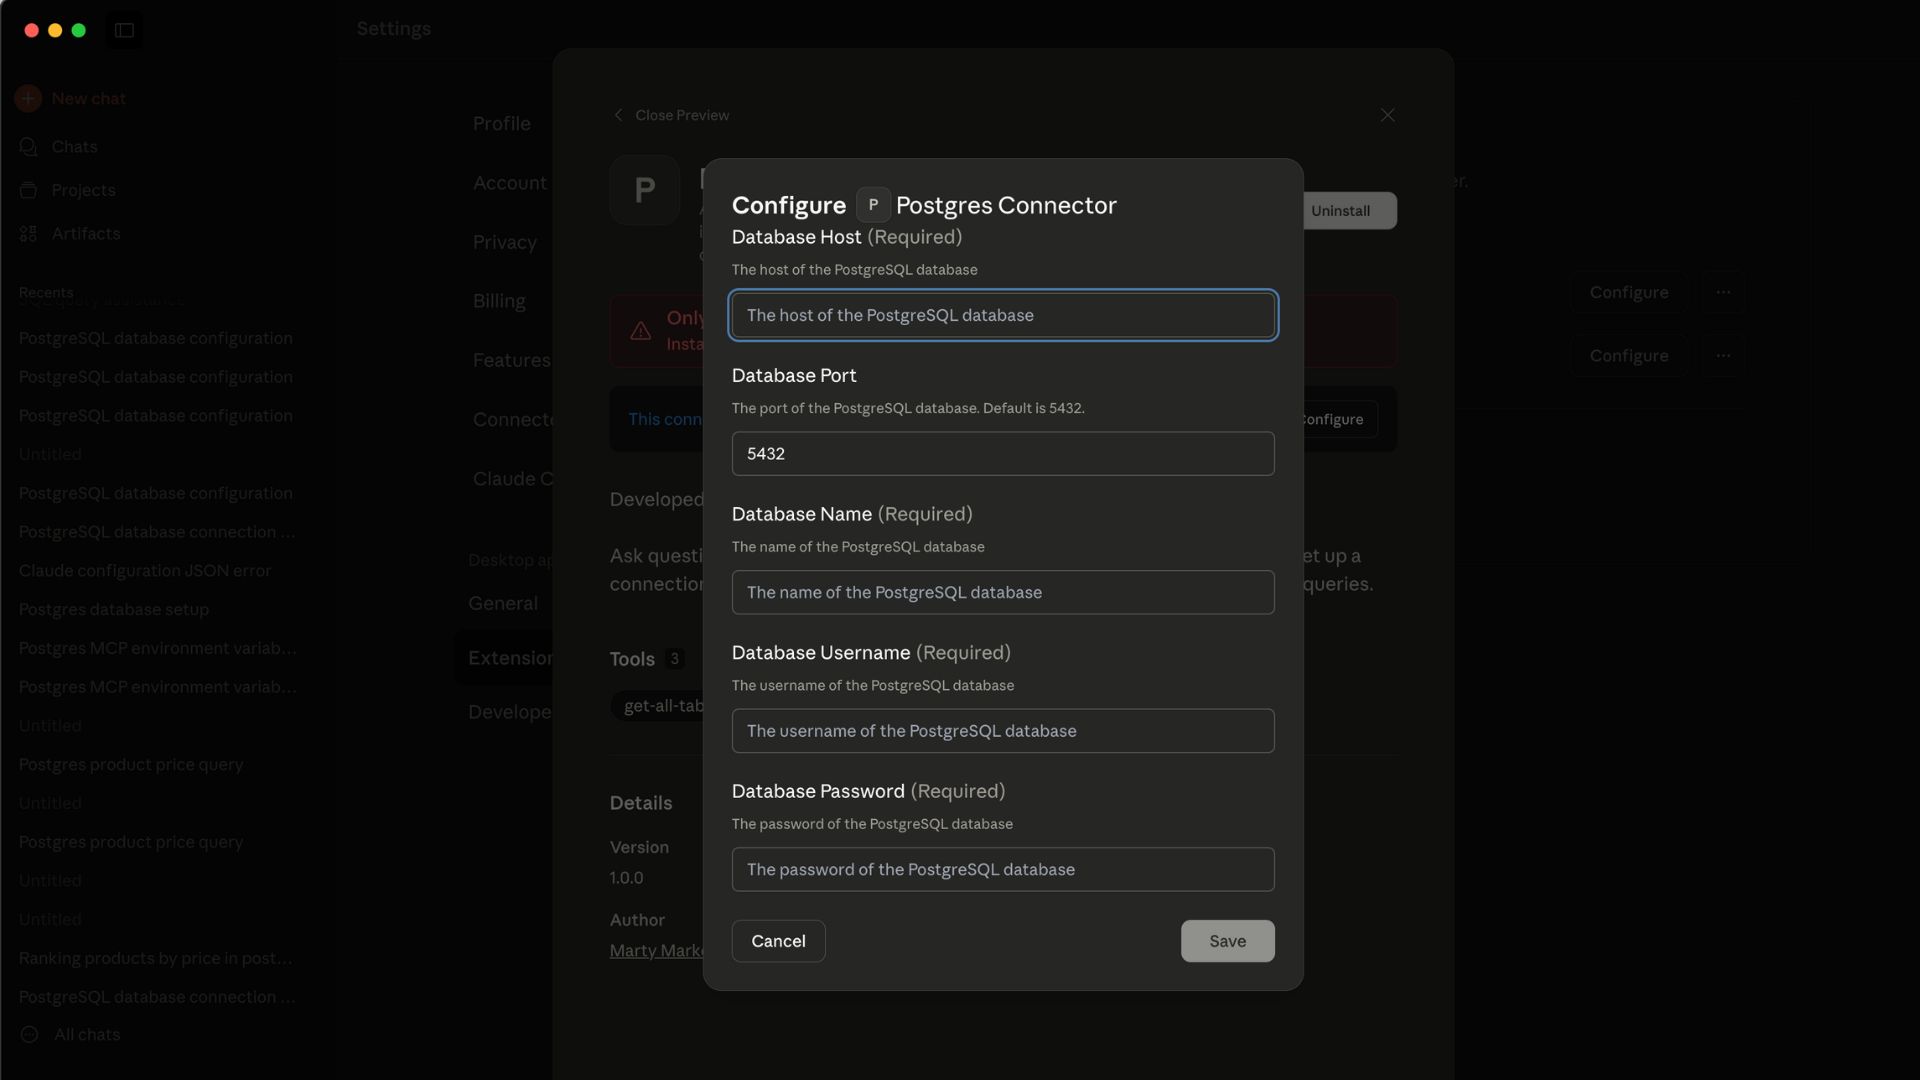 Settings
New chat
Chats
Projects
Artifacts
Recents
PostgreSQL database configuration
PostgreSQL database configuration
PostgreSQL database configuration
Untitled
PostgreSQL database configuration
PostgreSQL database connection ...
Claude configuration JSON error
Postgres database setup
Postgres MCP environment variab...
Postgres MCP environment variab...
Untitled
Postgres product price query
Untitled
Postgres product price query
Untitled
Untitled
Ranking products by price in post...
PostgreSQL database connection ...
All chats
Profile
Account
Privacy
Billing
Features
Claude C
Desktop
General
Close Preview
P
Uninstall
Configure
Configure
This conn
Developed
Ask questi
et up a
connection
queries.
Tools 3
get-all-tab
Details
Version
1.0.0
Author
Marty Mark
Configure P Postgres Connector
Database Host (Required)
The host of the PostgreSQL database
The host of the PostgreSQL database
Database Port
The port of the PostgreSQL database. Default is 5432.
5432
Database Name (Required)
The name of the PostgreSQL database
The name of the PostgreSQL database
Database Username (Required)
The username of the PostgreSQL database
The username of the PostgreSQL database
Database Password (Required)
The password of the PostgreSQL database
The password of the PostgreSQL database
Cancel
Save